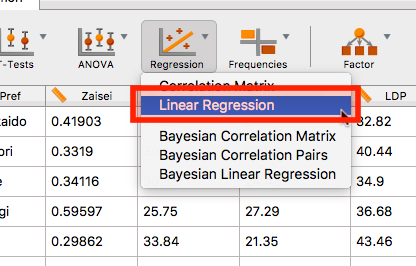 T-Tests ANOVA Regression Frequencies Factor
Correlation Matrix
Linear Regression
Bayesian Correlation Matrix
Bayesian Correlation Pairs
Bayesian Linear Regression
Pref Zaisei LDP
kaido 0.41903 32.82
ori 0.3319 40.44
e 0.34116 34.9
gi 0.59597 25.75 27.29 36.68
0.29862 33.84 21.35 43.46